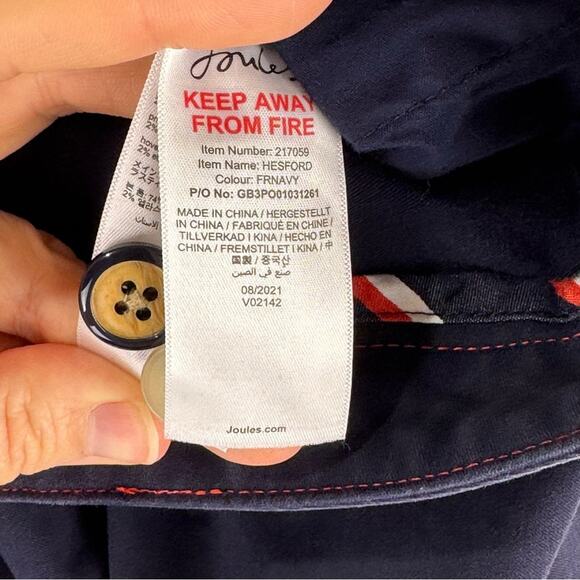 Joules
KEEP AWAY
FROM FIRE
Item Number: 217059
Item Name: HESFORD
Colour: FRNAVY
P/O No: GB3PO01031261
MADE IN CHINA / HERGESTELLT
IN CHINA / FABRIQUÉ EN CHINE /
TILLVERKAD I KINA / HECHO EN
CHINA / FREMSTILLET I KINA / 中
国 / 중국산
صنع في الصين
08/2021
V02142
Joules.com